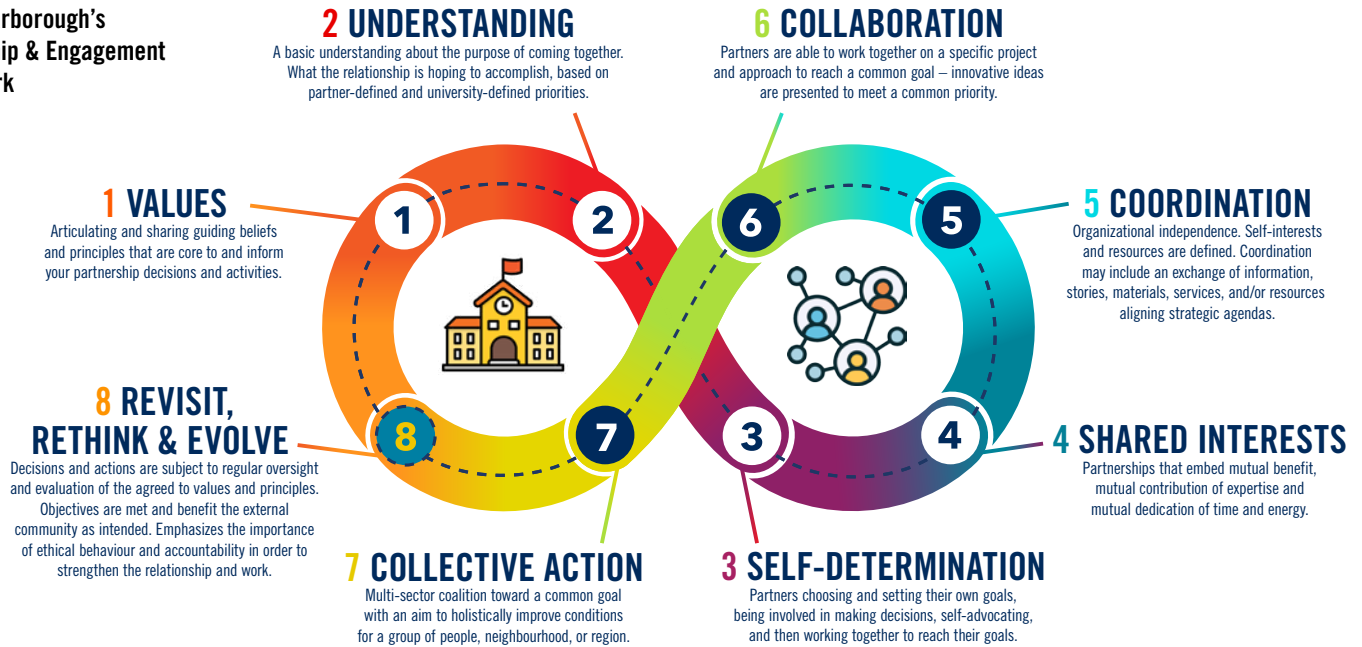 & Engagement
1 VALUES
Articulating and sharing guiding beliefs
and principles that are core to and inform
your partnership decisions and activities.
2 UNDERSTANDING
A basic understanding about the purpose of coming together.
What the relationship is hoping to accomplish, based on
partner-defined and university-defined priorities.
3 SELF-DETERMINATION
Partners choosing and setting their own goals,
being involved in making decisions, self-advocating,
and then working together to reach their goals.
4 SHARED INTERESTS
Partnerships that embed mutual benefit,
mutual contribution of expertise and
mutual dedication of time and energy.
5 COORDINATION
Organizational independence. Self-interests
and resources are defined. Coordination
may include an exchange of information,
stories, materials, services, and/or resources
aligning strategic agendas.
6 COLLABORATION
Partners are able to work together on a specific project
and approach to reach a common goal – innovative ideas
are presented to meet a common priority.
7 COLLECTIVE ACTION
Multi-sector coalition toward a common goal
with an aim to holistically improve conditions
for a group of people, neighbourhood, or region.
8 REVISIT,
RETHINK & EVOLVE
Decisions and actions are subject to regular oversight
and evaluation of the agreed to values and principles.
Objectives are met and benefit the external
community as intended. Emphasizes the importance
of ethical behaviour and accountability in order to
strengthen the relationship and work.
1
2
3
4
5
6
7
8